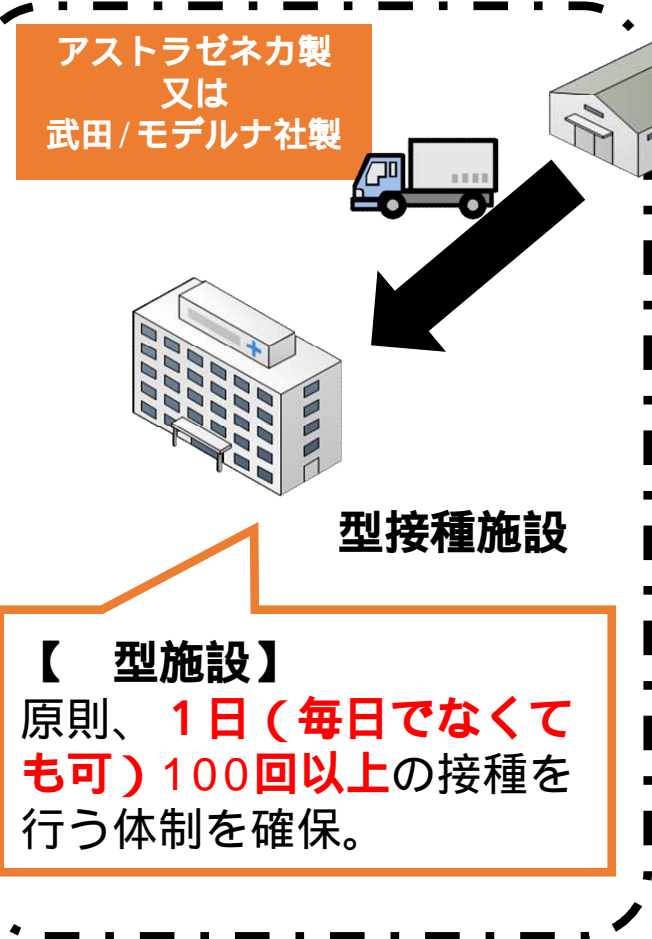 アストラゼネカ製
又は
武田/モデルナ社製
型接種施設
【　型施設】
原則、１日（毎日でなくて
も可）100回以上の接種を
行う体制を確保。